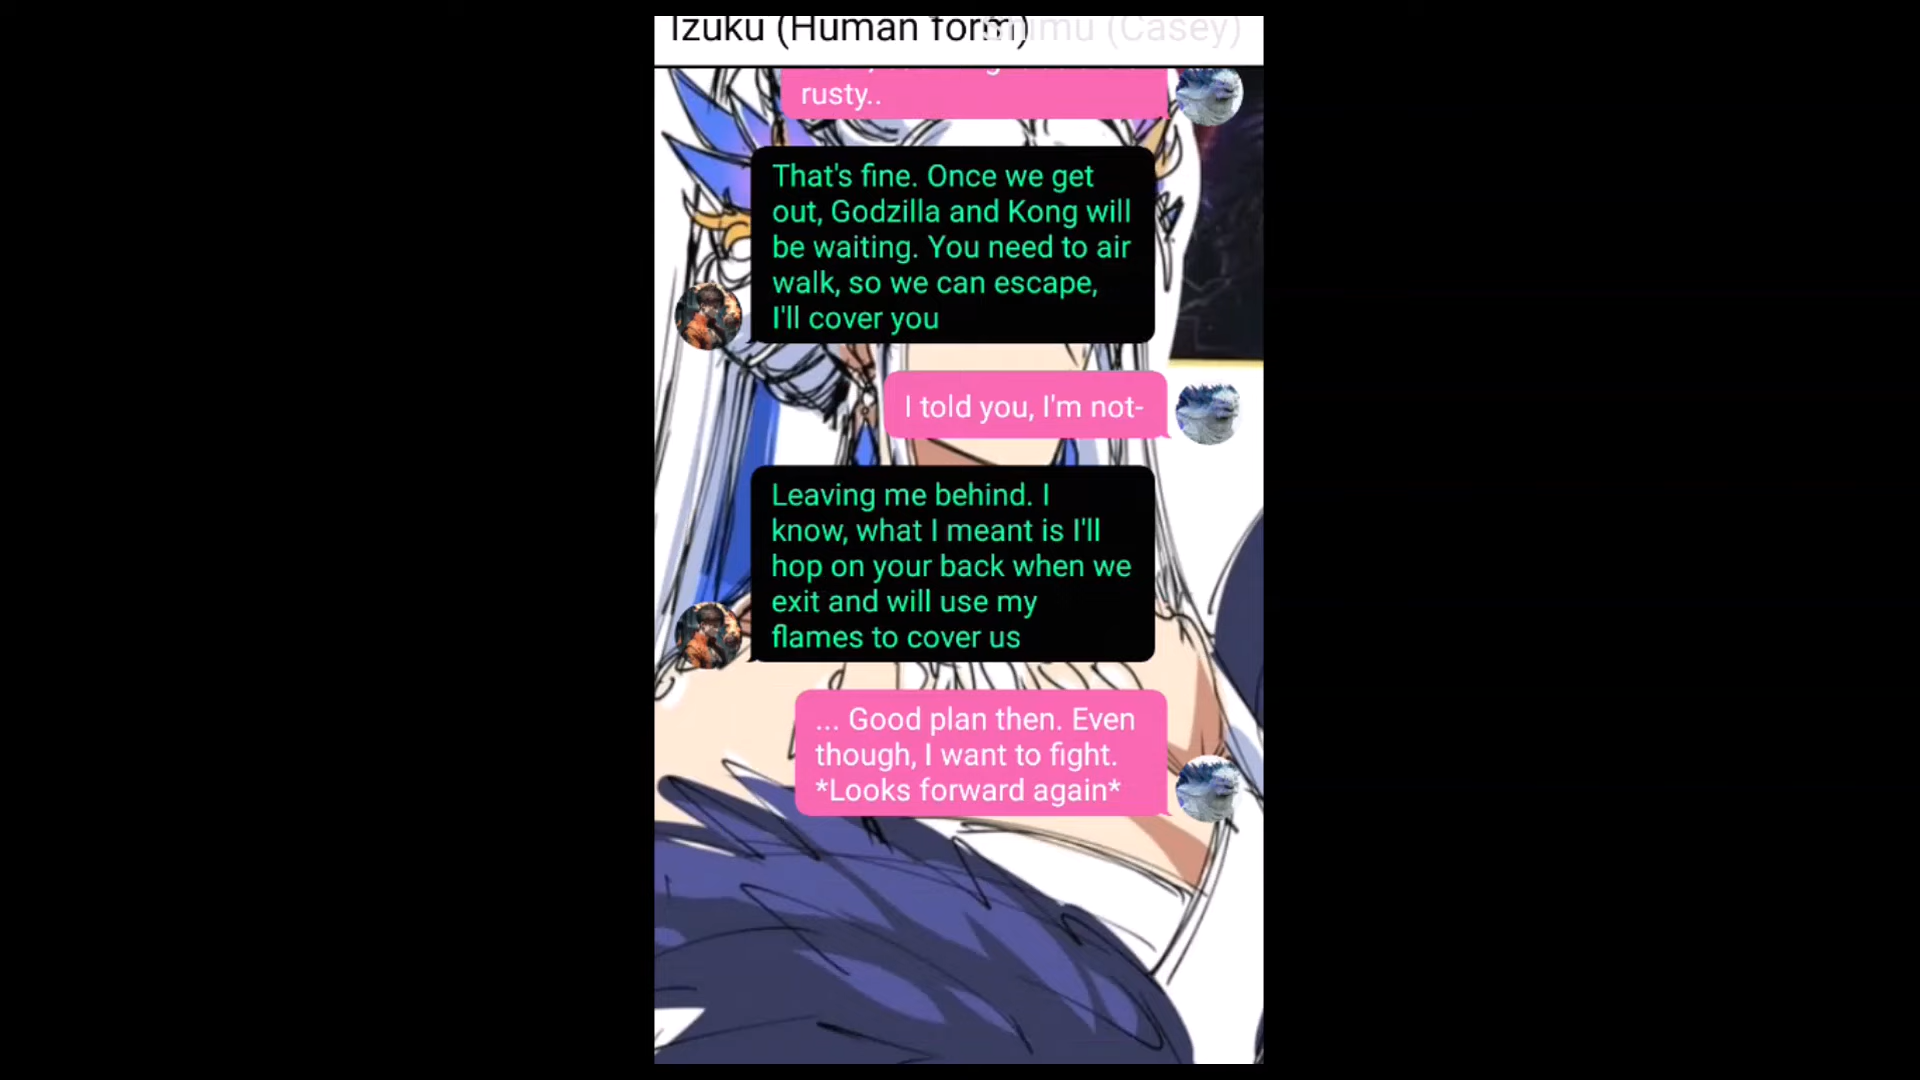 Izuku (Human form)
Shimu (Casey)
rusty..
That's fine. Once we get
out, Godzilla and Kong will
be waiting. You need to air
walk, so we can escape,
I'll cover you
I told you, I'm not-
Leaving me behind. I
know, what I meant is I'll
hop on your back when we
exit and will use my
flames to cover us
... Good plan then. Even
though, I want to fight.
*Looks forward again*